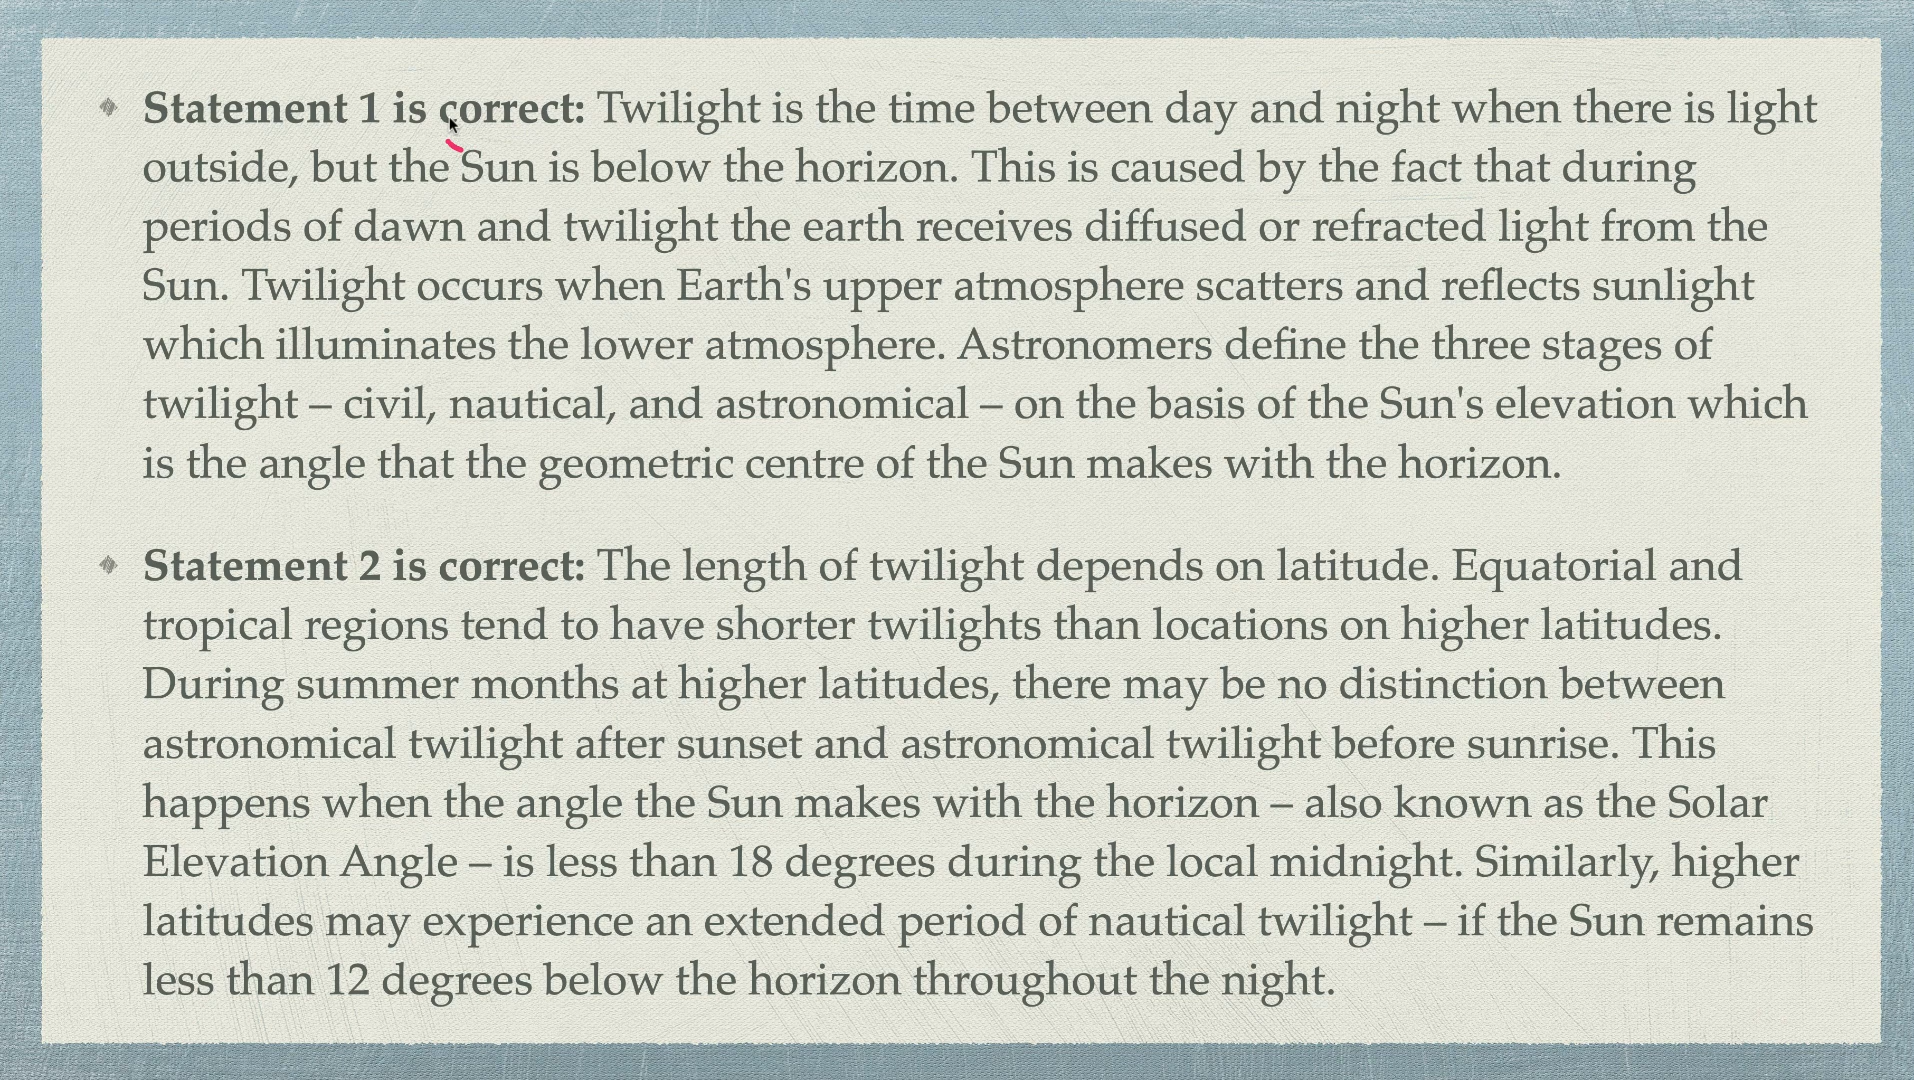 Statement 1 is correct: Twilight is the time between day and night when there is light
outside, but the Sun is below the horizon. This is caused by the fact that during
periods of dawn and twilight the earth receives diffused or refracted light from the
Sun. Twilight occurs when Earth's upper atmosphere scatters and reflects sunlight
which illuminates the lower atmosphere. Astronomers define the three stages of
twilight – civil, nautical, and astronomical – on the basis of the Sun's elevation which
is the angle that the geometric centre of the Sun makes with the horizon.
Statement 2 is correct: The length of twilight depends on latitude. Equatorial and
tropical regions tend to have shorter twilights than locations on higher latitudes.
During summer months at higher latitudes, there may be no distinction between
astronomical twilight after sunset and astronomical twilight before sunrise. This
happens when the angle the Sun makes with the horizon – also known as the Solar
Elevation Angle – is less than 18 degrees during the local midnight. Similarly, higher
latitudes may experience an extended period of nautical twilight – if the Sun remains
less than 12 degrees below the horizon throughout the night.